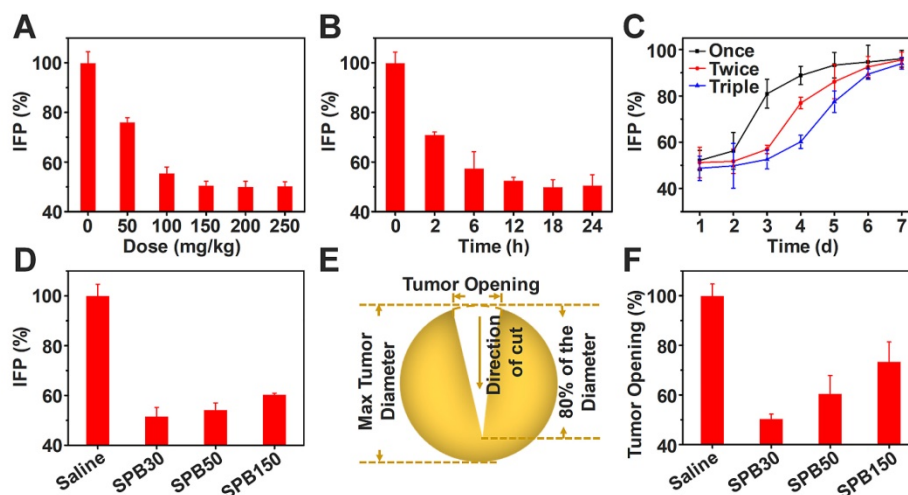 A
IFP (%)
100
80
60
40
0
50
100
150
200
250
Dose (mg/kg)
B
IFP (%)
100
80
60
40
0
2
6
12
18
24
Time (h)
C
IFP (%)
100
80
60
40
Once
Twice
Triple
1
2
3
4
5
6
7
Time (d)
D
IFP (%)
100
80
60
40
Saline
SPB30
SPB50
SPB150
E
Tumor Opening
Max Tumor
Diameter
Direction
of cut
80% of the
Diameter
F
Tumor Opening (%)
100
80
60
40
Saline
SPB30
SPB50
SPB150